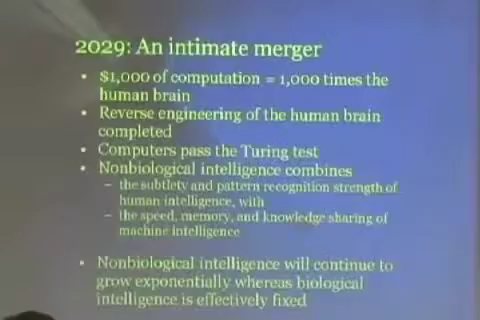 2029: An intimate merger
• $1,000 of computation = 1,000 times the
human brain
• Reverse engineering of the human brain
completed
• Computers pass the Turing test
• Nonbiological intelligence combines
– the subtlety and pattern recognition strength of
human intelligence, with
– the speed, memory, and knowledge sharing of
machine intelligence
• Nonbiological intelligence will continue to
grow exponentially whereas biological
intelligence is effectively fixed